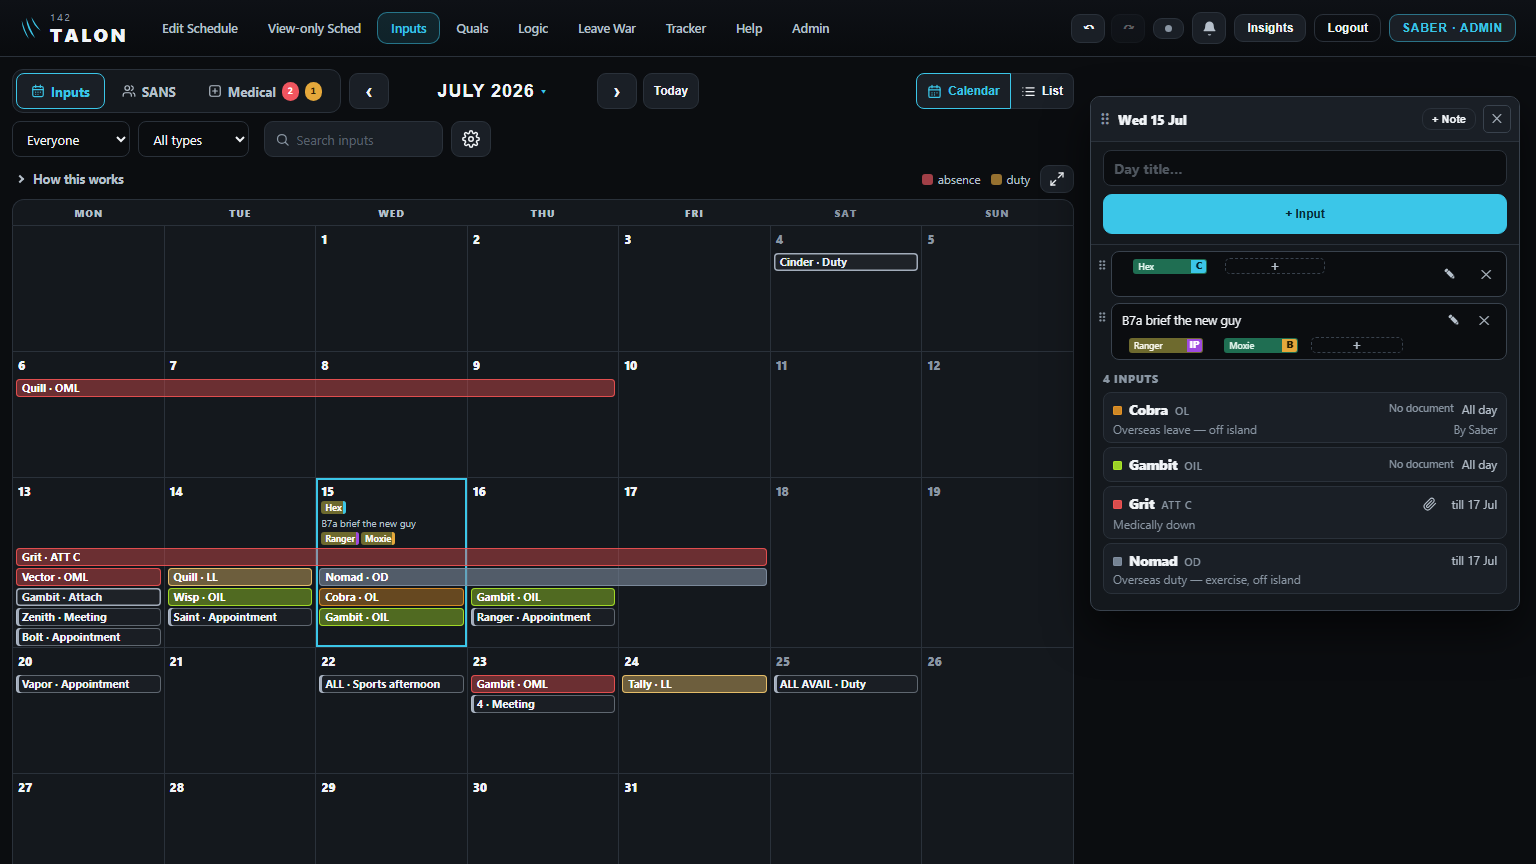 142
TALON
Edit Schedule
View-only Sched
Inputs
Quals
Logic
Leave War
Tracker
Help
Admin
Insights
Logout
SABER · ADMIN
Inputs
SANS
Medical 2 1
JULY 2026
Today
Calendar
List
Everyone
All types
Search inputs
How this works
absence
duty
MON TUE WED THU FRI SAT SUN
1 2 3 4 5
Cinder · Duty
6 7 8 9 10 11 12
Quill · OML
13 14 15 16 17 18 19
Hex
B7a brief the new guy
Ranger Moxie
Grit · ATT C
Vector · OML
Quill · LL
Nomad · OD
Gambit · Attach
Wisp · OIL
Cobra · OL
Gambit · OIL
Zenith · Meeting
Saint · Appointment
Gambit · OIL
Ranger · Appointment
Bolt · Appointment
20 21 22 23 24 25 26
Vapor · Appointment
ALL · Sports afternoon
Gambit · OML
Tally · LL
ALL AVAIL · Duty
4 · Meeting
27 28 29 30 31
Wed 15 Jul
+ Note
Day title...
+ Input
Hex C
+
B7a brief the new guy
Ranger IP
Moxie B
+
4 INPUTS
Cobra OL
No document All day
Overseas leave — off island
By Saber
Gambit OIL
No document All day
Grit ATT C
till 17 Jul
Medically down
Nomad OD
till 17 Jul
Overseas duty — exercise, off island